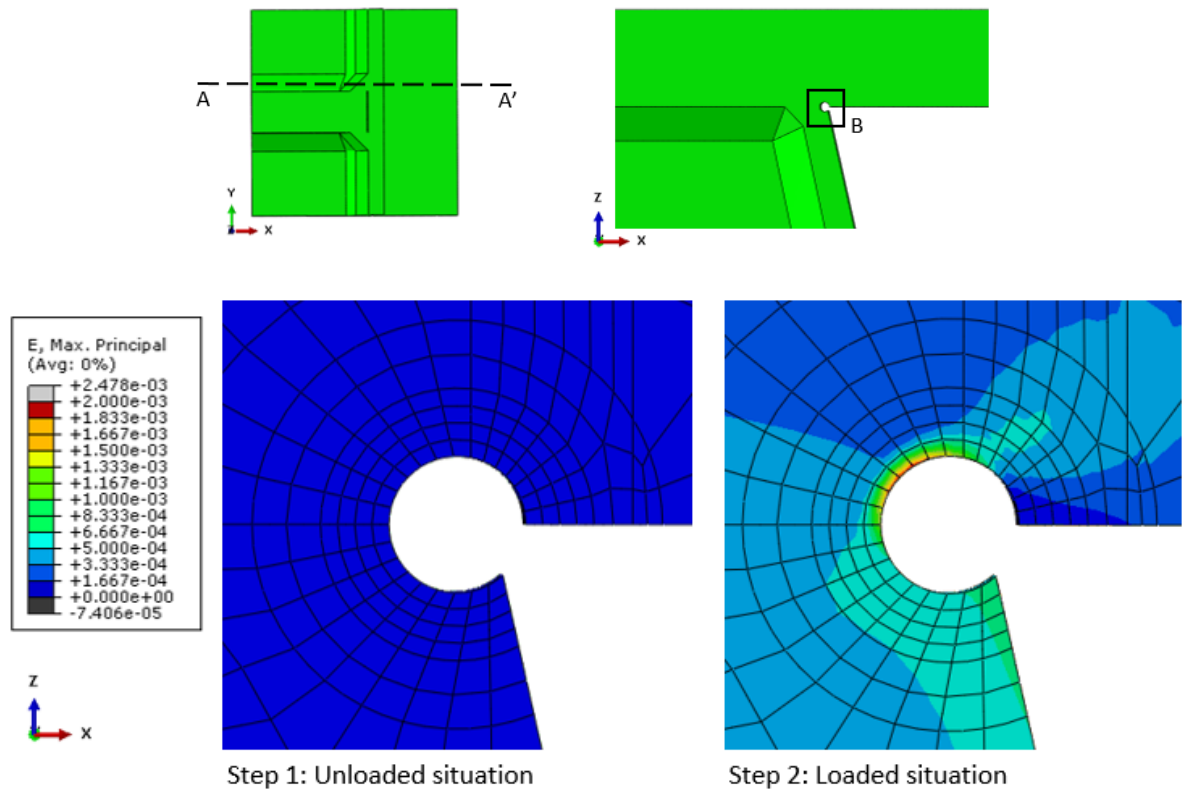 A
A'
Y
Z
X
B
Z
Y
X
E, Max. Principal
(Avg: 0%)
+2.478e-03
+2.000e-03
+1.833e-03
+1.667e-03
+1.500e-03
+1.333e-03
+1.167e-03
+1.000e-03
+8.333e-04
+6.667e-04
+5.000e-04
+3.333e-04
+1.667e-04
+0.000e+00
-7.406e-05
Z
Y
X
Step 1: Unloaded situation
Step 2: Loaded situation